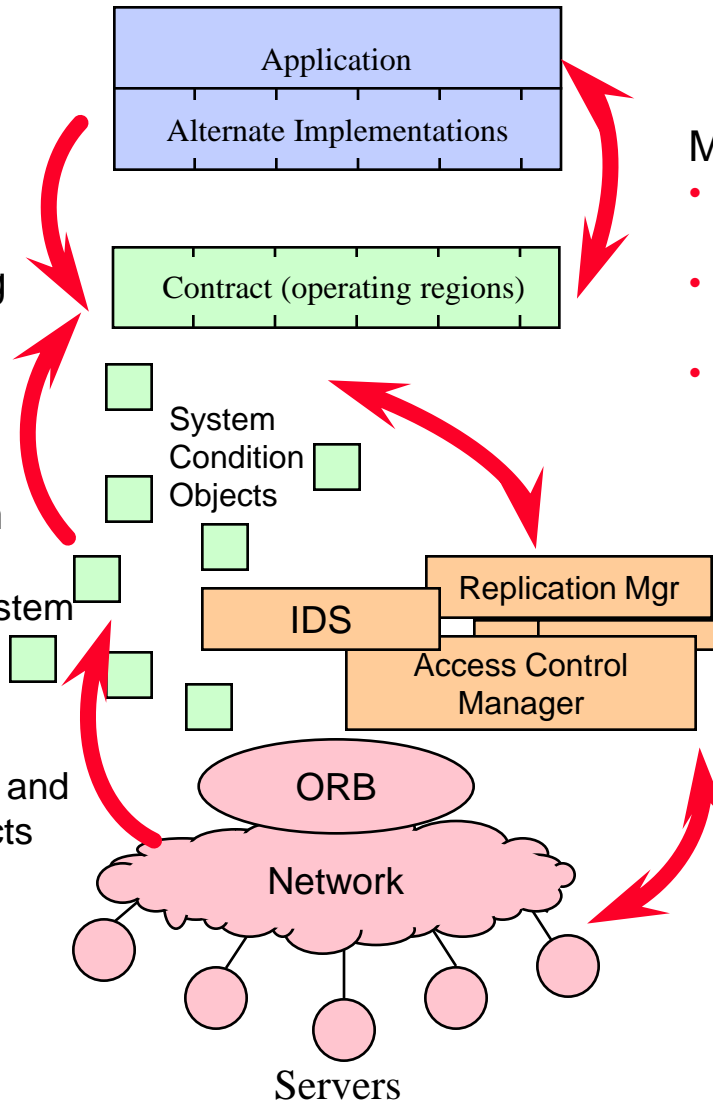 Application
Alternate Implementations
M
g
Contract (operating regions)
System
Condition
Objects
n
stem
Replication Mgr
IDS
Access Control
Manager
and
cts
ORB
Network
Servers